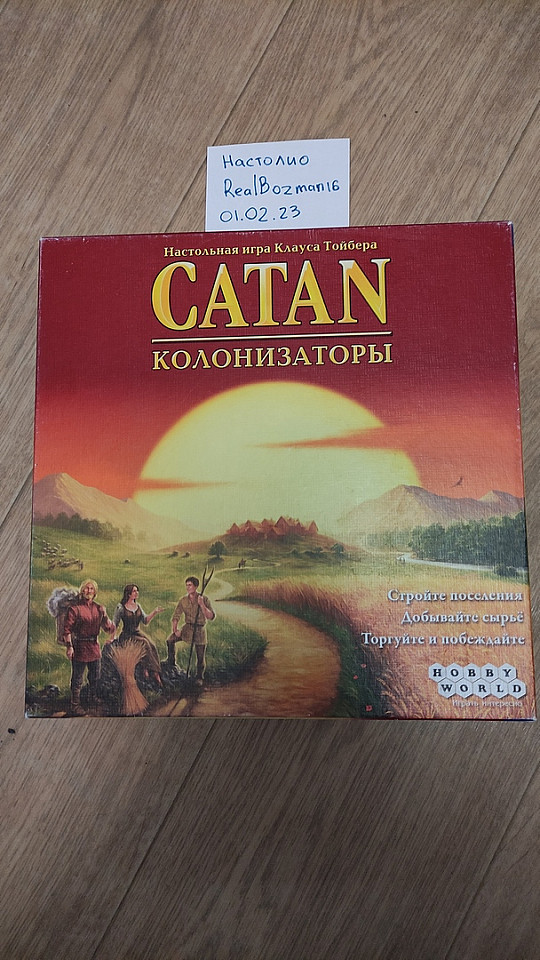 Настолио
RealBozman16
01.02.23
Настольная игра Клауса Тойбера
CATAN
КОЛОНИЗАТОРЫ
Стройте поселения
Добывайте сырьё
Торгуйте и побеждайте
HOBBY
WORLD
Играть интересно